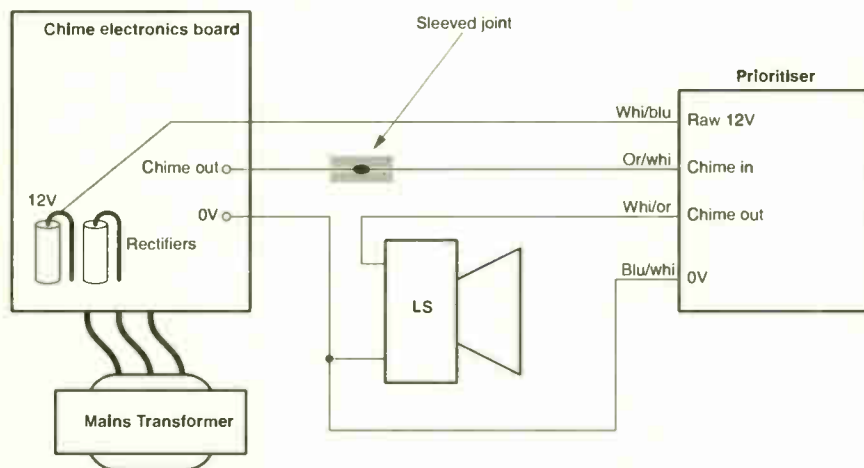 Chime electronics board
Sleeved joint
Prioritiser
Whi/blu
Raw 12V
Chime out
Or/whi
Chime in
12V
0V
Whi/or
Chime out
Rectifiers
Blu/whi
0V
LS
Mains Transformer